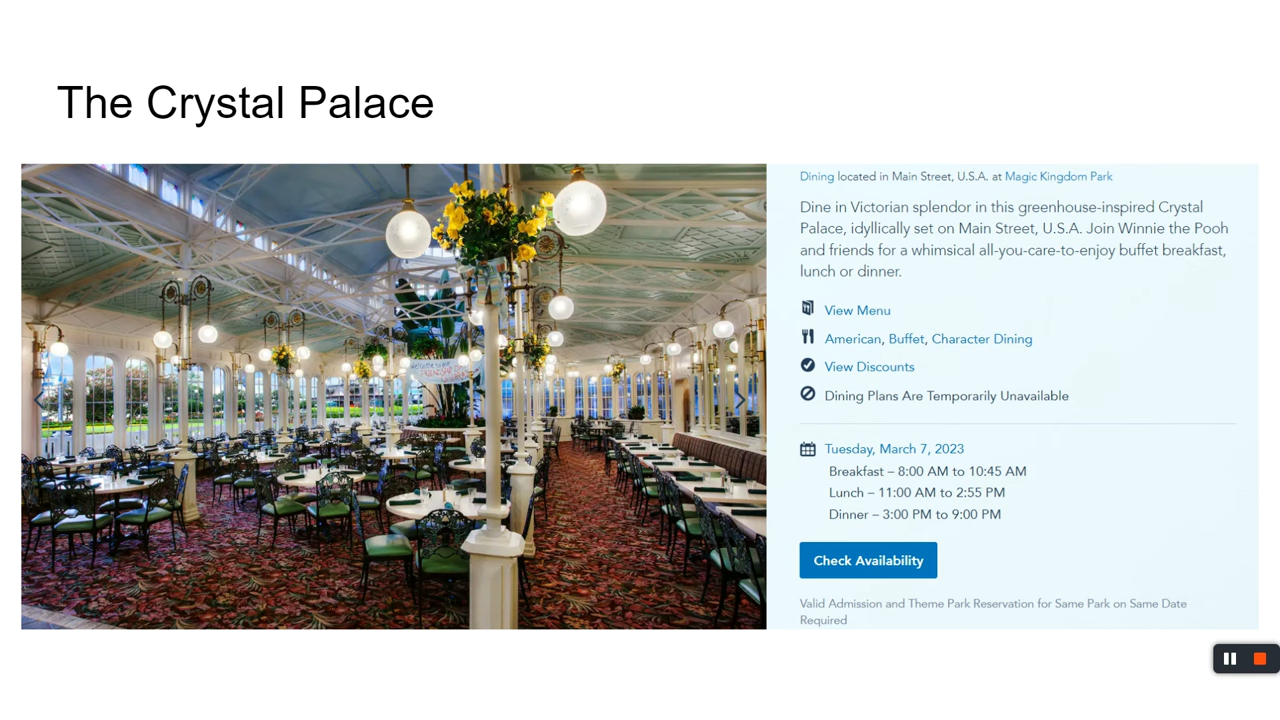 The Crystal Palace
Dining located in Main Street, U.S.A. at Magic Kingdom Park
Dine in Victorian splendor in this greenhouse-inspired Crystal
Palace, idyllically set on Main Street, U.S.A. Join Winnie the Pooh
and friends for a whimsical all-you-care-to-enjoy buffet breakfast,
lunch or dinner.
View Menu
American, Buffet, Character Dining
View Discounts
Dining Plans Are Temporarily Unavailable
Tuesday, March 7, 2023
Breakfast – 8:00 AM to 10:45 AM
Lunch – 11:00 AM to 2:55 PM
Dinner – 3:00 PM to 9:00 PM
Check Availability
Valid Admission and Theme Park Reservation for Same Park on Same Date
Required